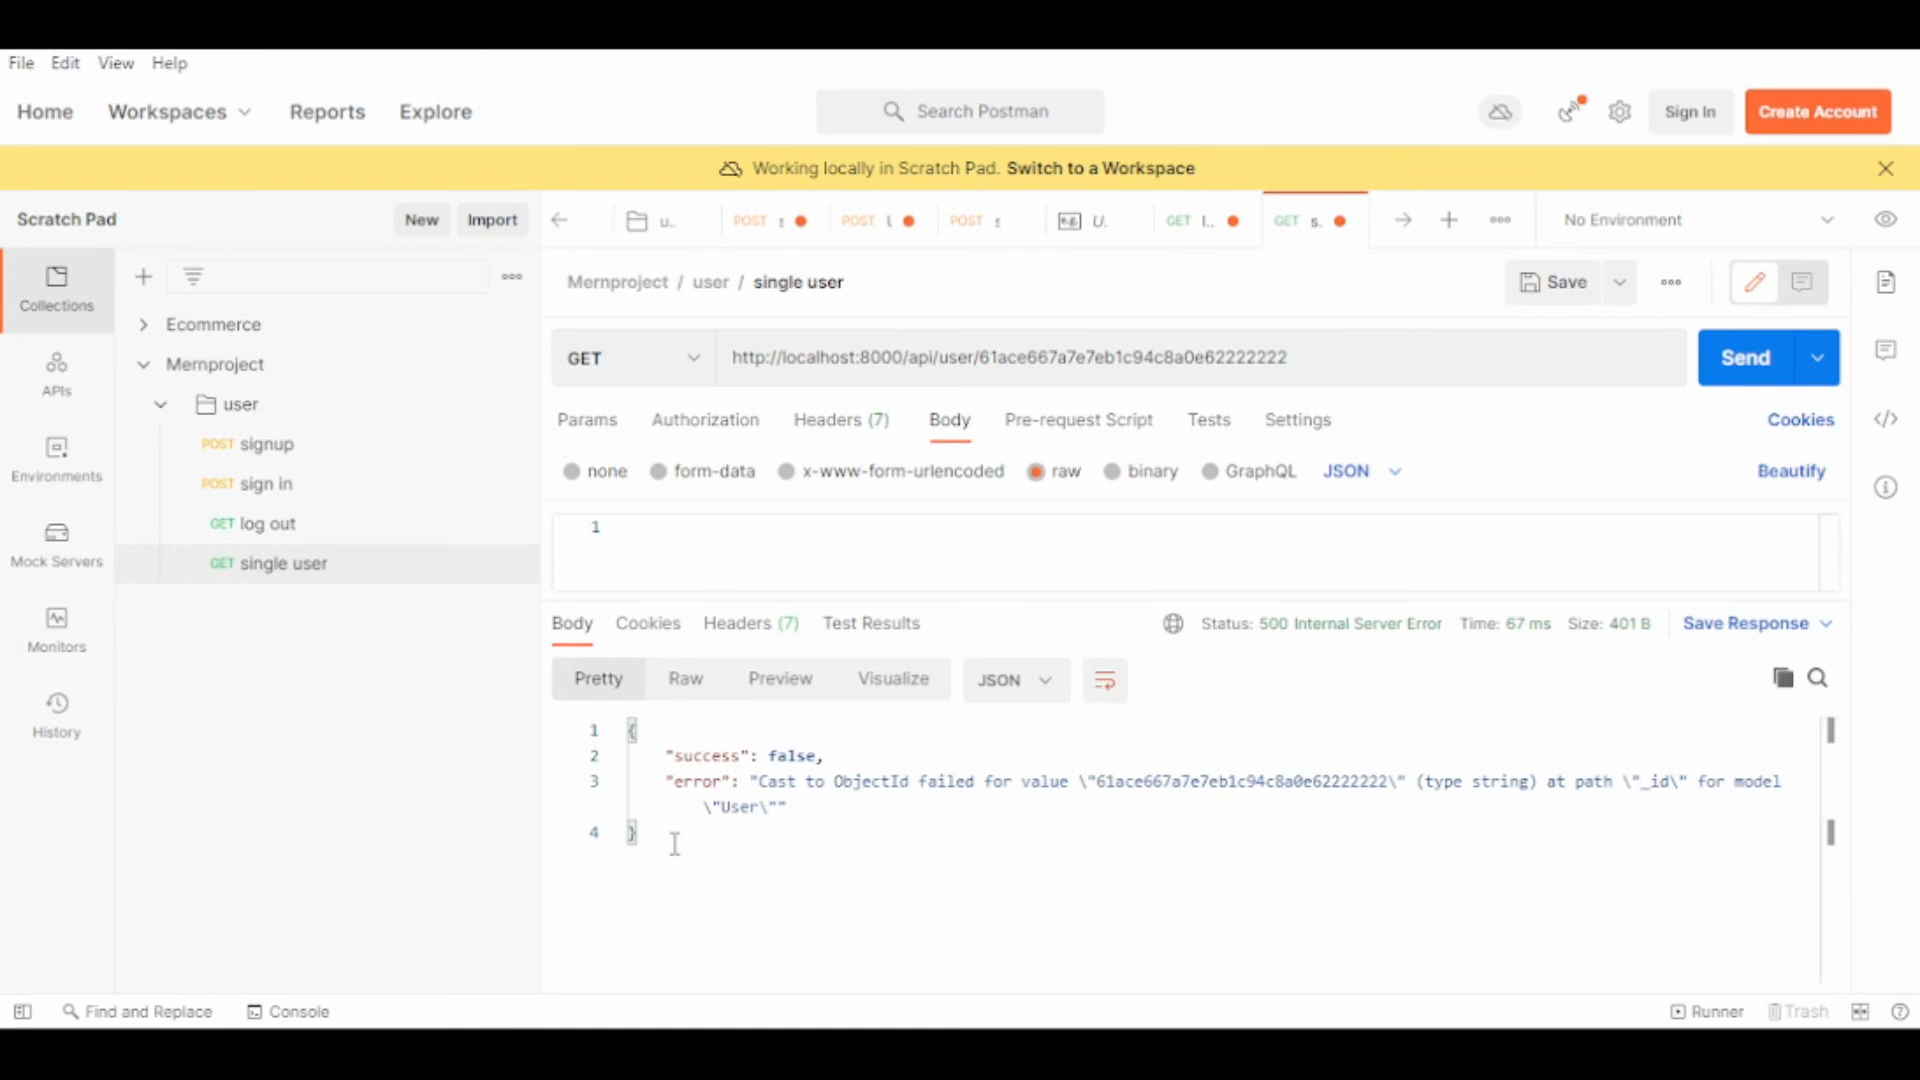 File Edit View Help
Home Workspaces Reports Explore Search Postman Sign In Create Account
Working locally in Scratch Pad. Switch to a Workspace
Scratch Pad New Import u.. POST s POST l POST s e.g. U. GET l.. GET s. No Environment
Collections
APIs
Environments
Mock Servers
Monitors
History
Ecommerce
Mernproject
user
POST signup
POST sign in
GET log out
GET single user
Mernproject / user / single user Save
GET http://localhost:8000/api/user/61ace667a7e7eb1c94c8a0e62222222 Send
Params Authorization Headers (7) Body Pre-request Script Tests Settings Cookies
none form-data x-www-form-urlencoded raw binary GraphQL JSON Beautify
1
Body Cookies Headers (7) Test Results Status: 500 Internal Server Error Time: 67 ms Size: 401 B Save Response
Pretty Raw Preview Visualize JSON
1 {
2 "success": false,
3 "error": "Cast to ObjectId failed for value \"61ace667a7e7eb1c94c8a0e62222222\" (type string) at path \"_id\" for model
\"User\""
4 }
Find and Replace Console Runner Trash